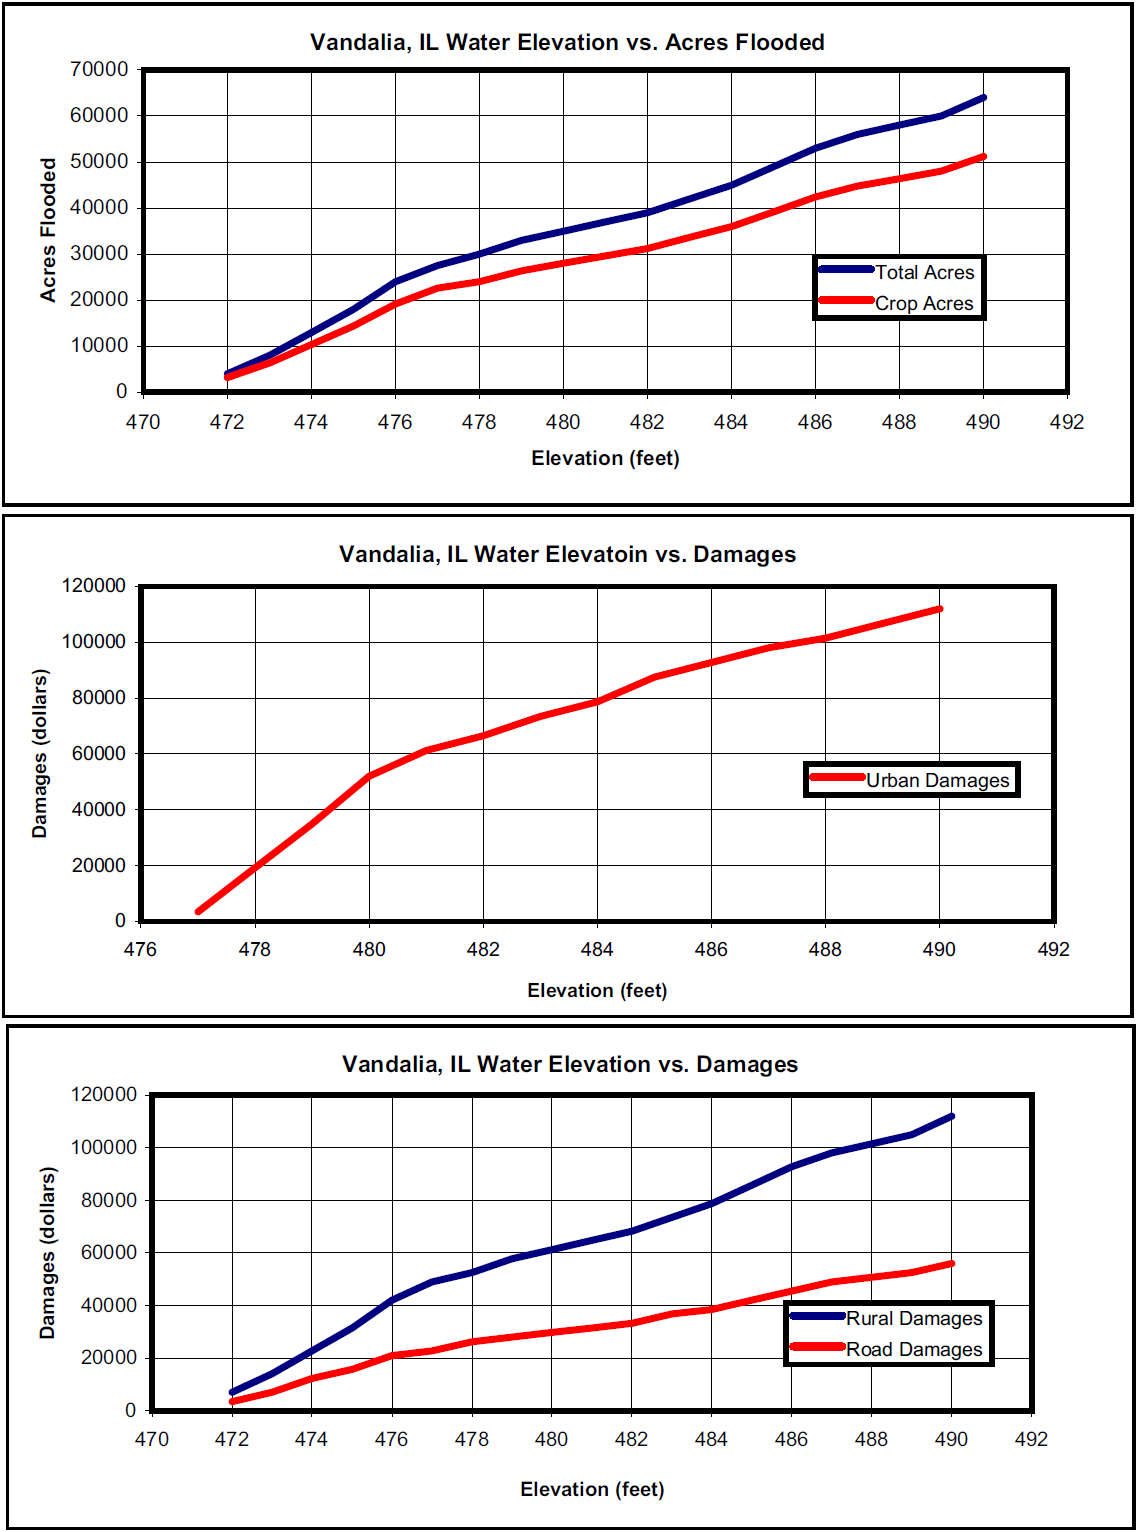 Vandalia, IL Water Elevation vs. Acres Flooded
70000
60000
50000
40000
30000
20000
10000
0
Acres Flooded
Total Acres
Crop Acres
470 472 474 476 478 480 482 484 486 488 490 492
Elevation (feet)
Vandalia, IL Water Elevatoin vs. Damages
120000
100000
80000
60000
40000
20000
0
Damages (dollars)
Urban Damages
476 478 480 482 484 486 488 490 492
Elevation (feet)
Vandalia, IL Water Elevation vs. Damages
120000
100000
80000
60000
40000
20000
0
Damages (dollars)
Rural Damages
Road Damages
470 472 474 476 478 480 482 484 486 488 490 492
Elevation (feet)